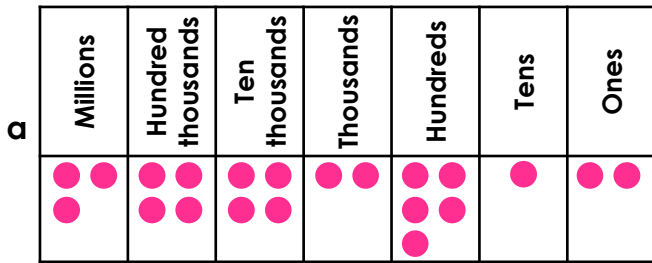 a
Millions
Hundred
thousands
Ten
thousands
Thousands
Hundreds
Tens
Ones